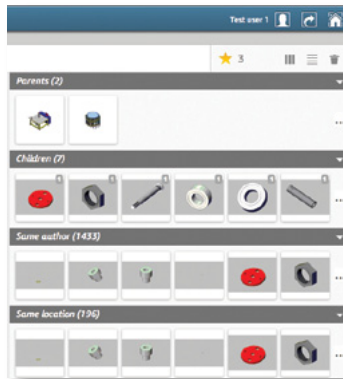 Test user 1
3
Parents (2)
Children (7)
Same author (1433)
Same location (196)